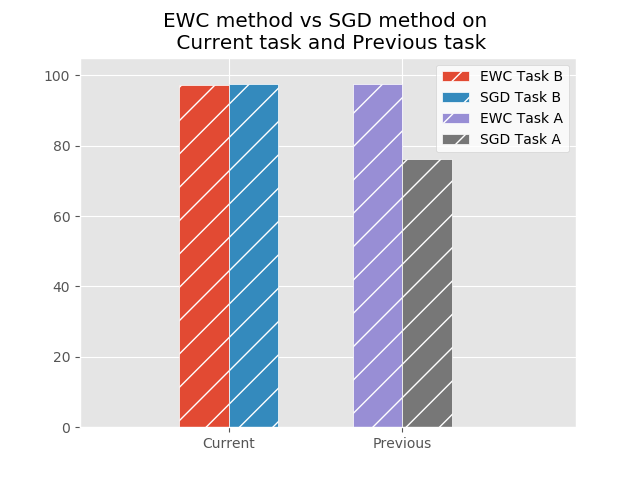 EWC method vs SGD method on
Current task and Previous task
100
80
60
40
20
0
EWC Task B
SGD Task B
EWC Task A
SGD Task A
Current
Previous